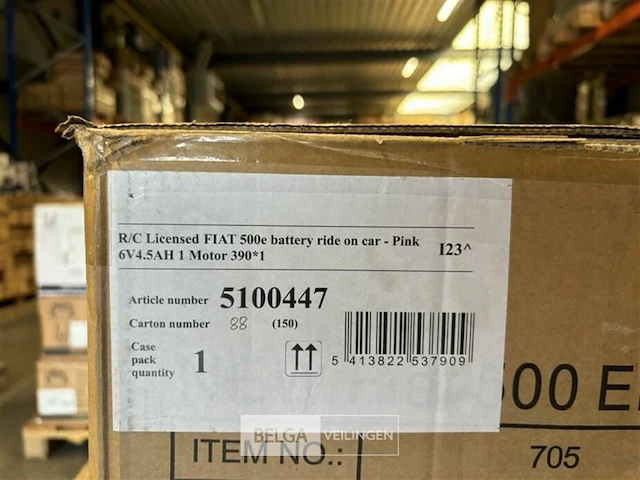 R/C Licensed FIAT 500e battery ride on car - Pink
6V4.5AH 1 Motor 390*1
I23^
Article number 5100447
Carton number 88 (150)
Case
pack
quantity 1
5 413822 537909
00 E
BELGA VEILINGEN
ITEM NO.:
705